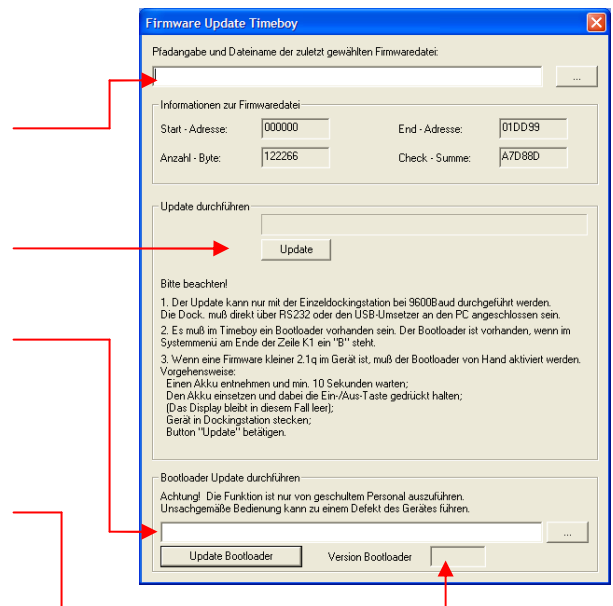 Firmware Update Timeboy
Pfadangabe und Dateiname der zuletzt gewählten Firmwaredatei:
...
Informationen zur Firmwaredatei
Start - Adresse: 000000 End - Adresse: 01DD99
Anzahl - Byte: 122266 Check - Summe: A7D88D
Update durchführen
Update
Bitte beachten!
1. Der Update kann nur mit der Einzeldockingstation bei 9600Baud durchgeführt werden.
Die Dock. muß direkt über RS232 oder den USB-Umsetzer an den PC angeschlossen sein.
2. Es muß im Timeboy ein Bootloader vorhanden sein. Der Bootloader ist vorhanden, wenn im
Systemmenü am Ende der Zeile K1 ein "B" steht.
3. Wenn eine Firmware kleiner 2.1q im Gerät ist, muß der Bootloader von Hand aktiviert werden.
Vorgehensweise:
Einen Akku entnehmen und min. 10 Sekunden warten;
Den Akku einsetzen und dabei die Ein-/Aus-Taste gedrückt halten;
(Das Display bleibt in diesem Fall leer);
Gerät in Dockingstation stecken;
Button "Update" betätigen.
Bootloader Update durchführen
Achtung! Die Funktion ist nur von geschultem Personal auszuführen.
Unsachgemäße Bedienung kann zu einem Defekt des Gerätes führen.
...
Update Bootloader Version Bootloader